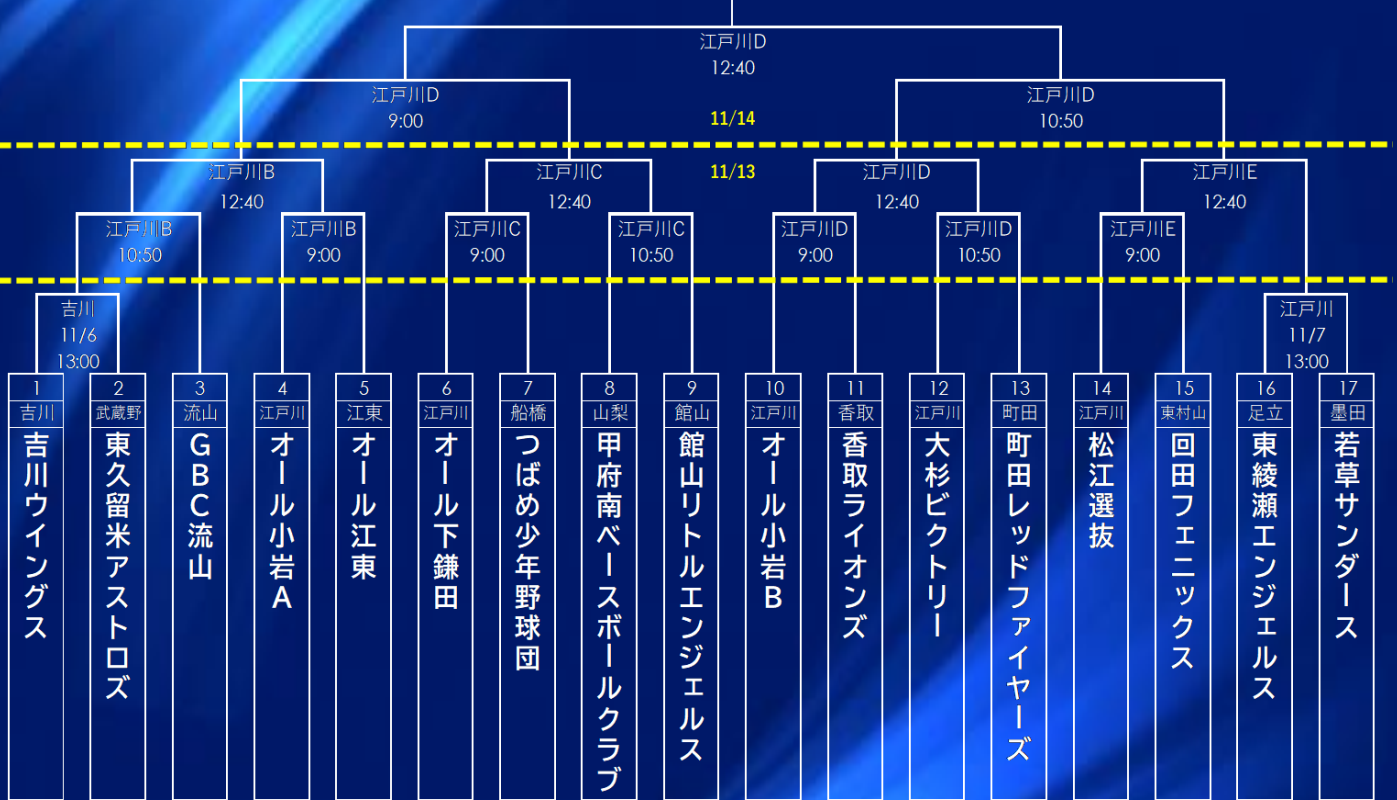 江戸川D
12:40
江戸川D
9:00
11/14
江戸川D
10:50
江戸川B
12:40
江戸川C
12:40
11/13
江戸川D
12:40
江戸川E
12:40
江戸川B
10:50
江戸川B
9:00
江戸川C
9:00
江戸川C
10:50
江戸川D
9:00
江戸川D
10:50
江戸川E
9:00
吉川
11/6
13:00
江戸川
11/7
13:00
1
吉川
吉川ウイングス
2
武蔵野
東久留米アストロズ
3
流山
GBC流山
4
江戸川
オール小岩A
5
江東
オール江東
6
江戸川
オール下鎌田
7
船橋
つばめ少年野球団
8
山梨
甲府南ベースボールクラブ
9
館山
館山リトルエンジェルス
10
江戸川
オール小岩B
11
香取
香取ライオンズ
12
江戸川
大杉ビクトリー
13
町田
町田レッドファイヤーズ
14
江戸川
松江選抜
15
東村山
回田フェニックス
16
足立
東綾瀬エンジェルス
17
墨田
若草サンダース